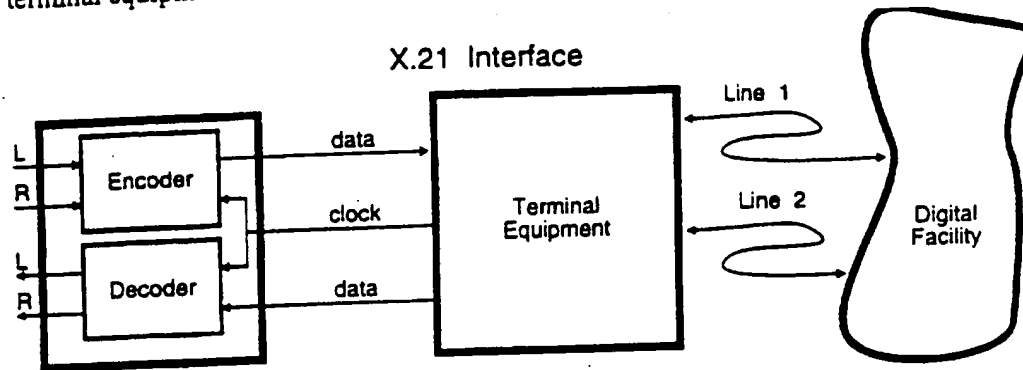 X.21 Interface
Line 1
L
R
Encoder
data
clock
Terminal
Equipment
Line 2
Digital
Facility
L
R
Decoder
data